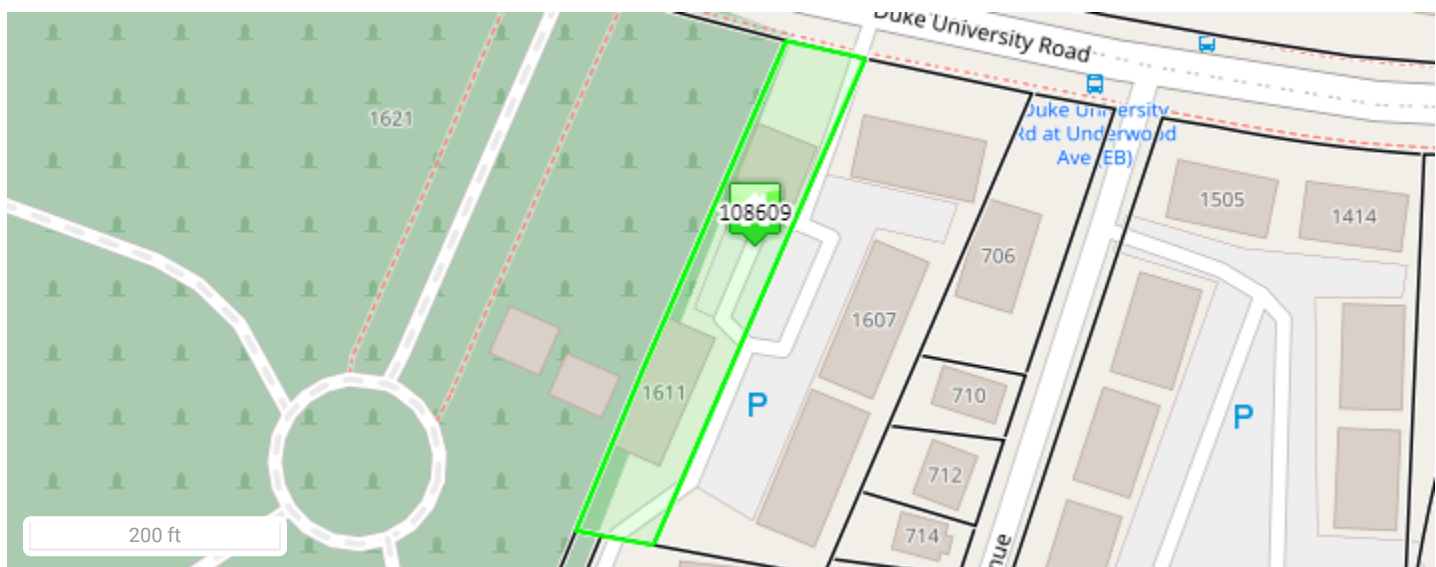 Duke University Road
1621
Duke University
Rd at Underwood
Ave (EB)
108609
1505
1414
706
1607
1611
710
P
P
712
714
nue
200 ft